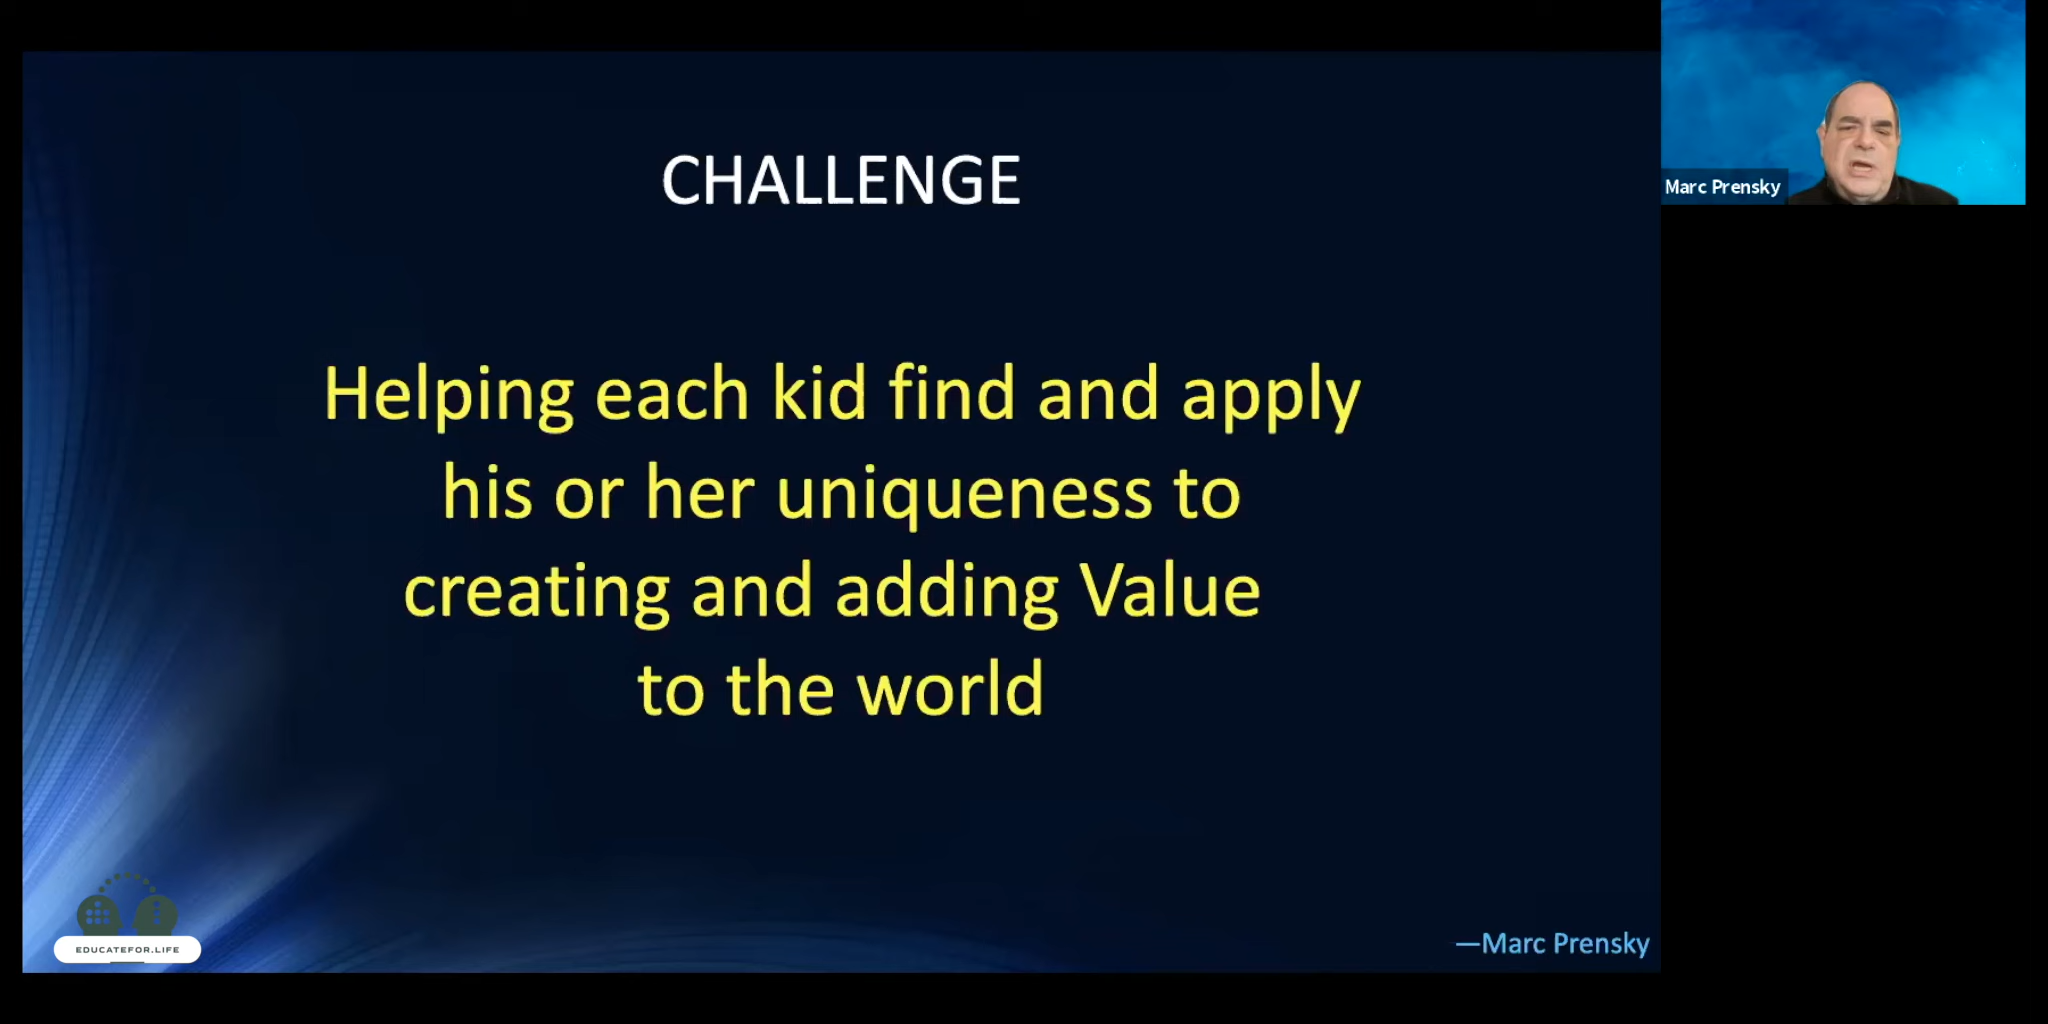 CHALLENGE
Helping each kid find and apply
his or her uniqueness to
creating and adding Value
to the world
—Marc Prensky
EDUCATEFOR.LIFE
Marc Prensky